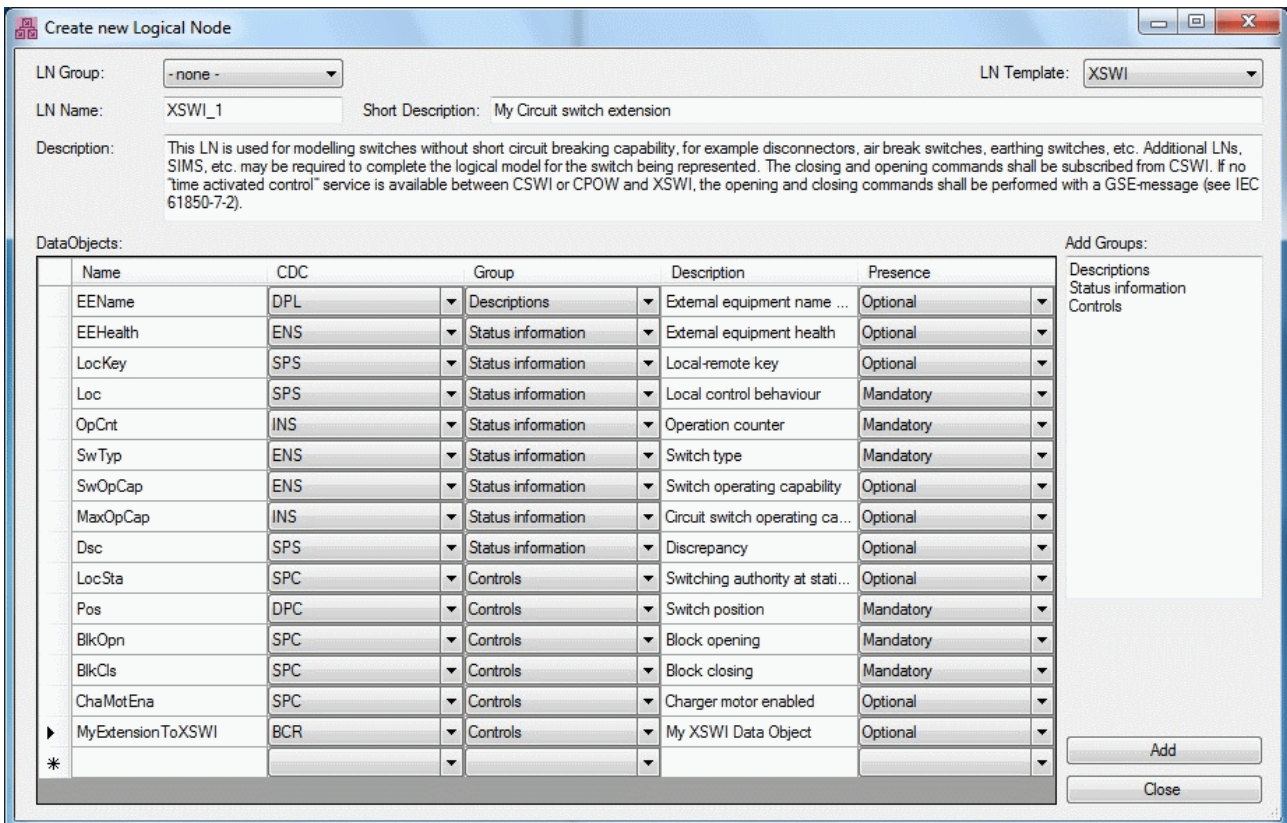 Create new Logical Node
LN Group: - none - LN Template: XSWI
LN Name: XSWI_1 Short Description: My Circuit switch extension
Description: This LN is used for modelling switches without short circuit breaking capability, for example disconnectors, air break switches, earthing switches, etc. Additional LNs,
SIMS, etc. may be required to complete the logical model for the switch being represented. The closing and opening commands shall be subscribed from CSWI. If no
"time activated control" service is available between CSWI or CPOW and XSWI, the opening and closing commands shall be performed with a GSE-message (see IEC
61850-7-2).
DataObjects: Add Groups:
Name CDC Group Description Presence
EEName DPL Descriptions External equipment name ... Optional
EEHealth ENS Status information External equipment health Optional
LocKey SPS Status information Local-remote key Optional
Loc SPS Status information Local control behaviour Mandatory
OpCnt INS Status information Operation counter Mandatory
SwTyp ENS Status information Switch type Mandatory
SwOpCap ENS Status information Switch operating capability Optional
MaxOpCap INS Status information Circuit switch operating ca... Optional
Dsc SPS Status information Discrepancy Optional
LocSta SPC Controls Switching authority at stati... Optional
Pos DPC Controls Switch position Mandatory
BlkOpn SPC Controls Block opening Mandatory
BlkCls SPC Controls Block closing Mandatory
ChaMotEna SPC Controls Charger motor enabled Optional
MyExtensionToXSWI BCR Controls My XSWI Data Object Optional
Descriptions
Status information
Controls
Add
Close